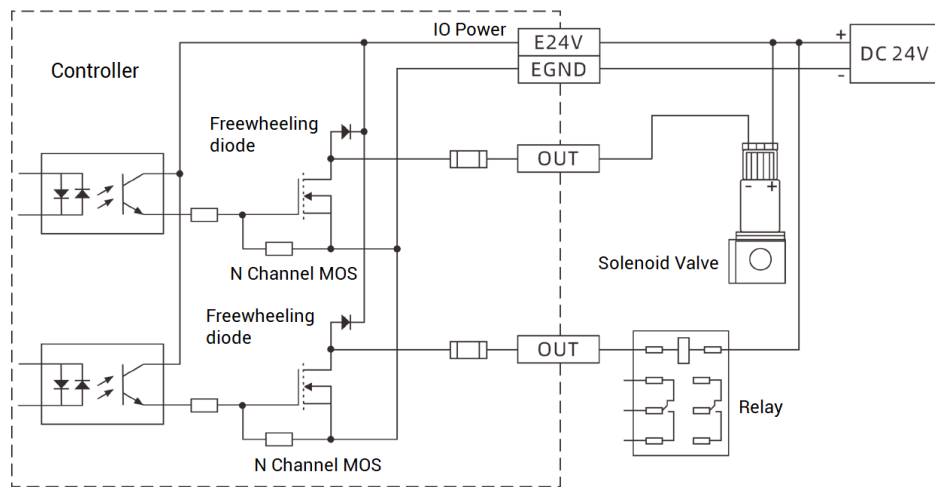 IO Power
E24V
+
DC 24V
Controller
EGND
-
Freewheeling
diode
OUT
- +
N Channel MOS
Solenoid Valve
Freewheeling
diode
OUT
Relay
N Channel MOS